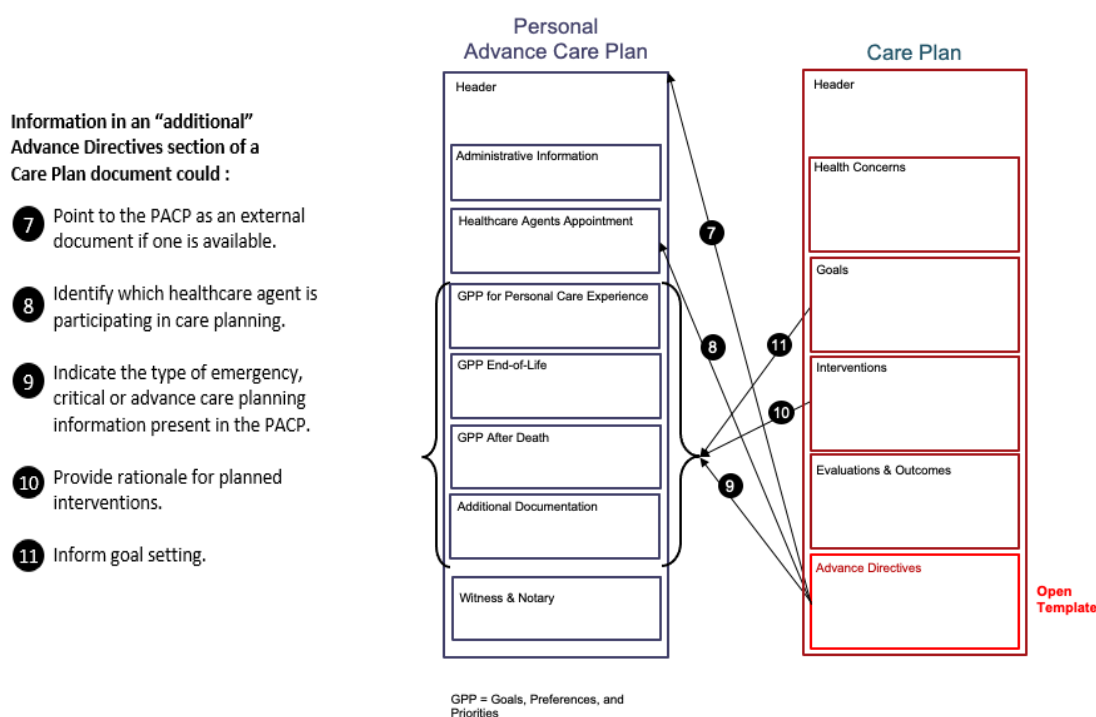 Information in an “additional”
Advance Directives section of a
Care Plan document could :
7 Point to the PACP as an external
document if one is available.
8 Identify which healthcare agent is
participating in care planning.
9 Indicate the type of emergency,
critical or advance care planning
information present in the PACP.
10 Provide rationale for planned
interventions.
11 Inform goal setting.
Personal
Advance Care Plan
Header
Administrative Information
Healthcare Agents Appointment
GPP for Personal Care Experience
GPP End-of-Life
GPP After Death
Additional Documentation
Witness & Notary
GPP = Goals, Preferences, and
Priorities
7
8
11
10
9
Care Plan
Header
Health Concerns
Goals
Interventions
Evaluations & Outcomes
Advance Directives
Open
Template